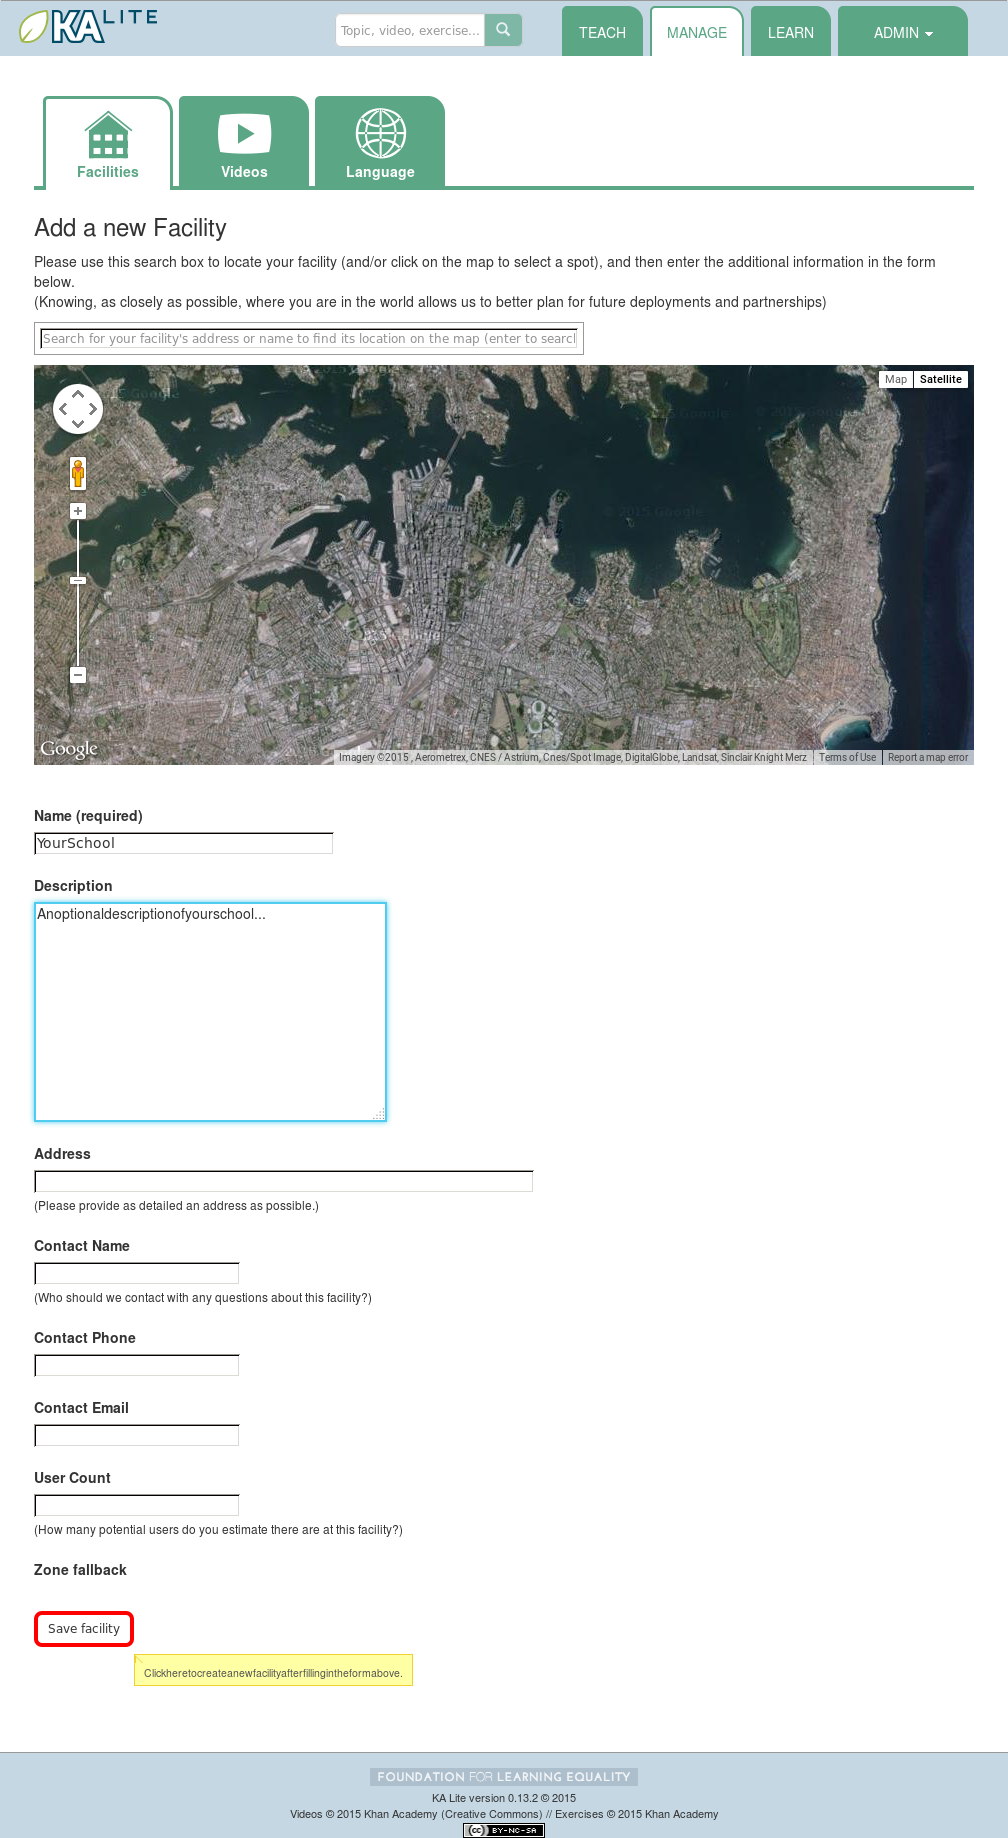 KA LITE
Topic, video, exercise...
TEACH
MANAGE
LEARN
ADMIN
Facilities
Videos
Language
Add a new Facility
Please use this search box to locate your facility (and/or click on the map to select a spot), and then enter the additional information in the form
below.
(Knowing, as closely as possible, where you are in the world allows us to better plan for future deployments and partnerships)
Search for your facility's address or name to find its location on the map (enter to search
Map
Satellite
© 2015 Google
Google
Imagery ©2015 , Aerometrex, CNES / Astrium, Cnes/Spot Image, DigitalGlobe, Landsat, Sinclair Knight Merz
Terms of Use
Report a map error
Name (required)
YourSchool
Description
Anoptionaldescriptionofyourschool...
Address
(Please provide as detailed an address as possible.)
Contact Name
(Who should we contact with any questions about this facility?)
Contact Phone
Contact Email
User Count
(How many potential users do you estimate there are at this facility?)
Zone fallback
Save facility
Clickheretocreateanewfacilityafterfillingintheformabove.
FOUNDATION FOR LEARNING EQUALITY
KA Lite version 0.13.2 © 2015
Videos © 2015 Khan Academy (Creative Commons) // Exercises © 2015 Khan Academy
cc BY-NC-SA